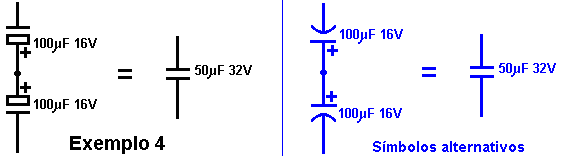 100µF 16V
+
+
100µF 16V
= 50µF 32V
Exemplo 4
100µF 16V
+
+
100µF 16V
= 50µF 32V
Símbolos alternativos